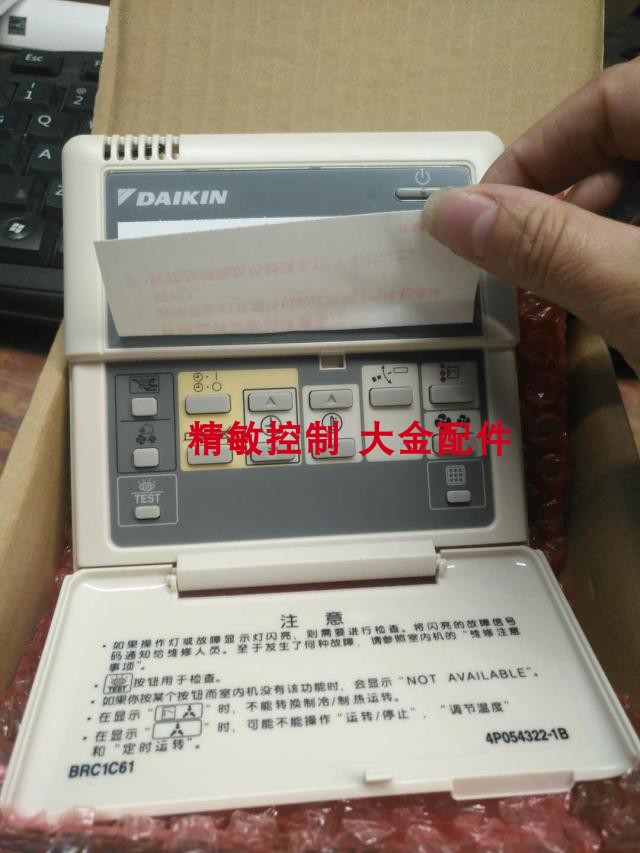 Esc
1
2
Q
A
Z
DAIKIN
精敏控制 大金配件
TEST
注 意
· 如果操作灯或故障显示灯闪亮, 则需要进行检查。将闪亮的故障信号
码通知给维修人员。至于发生了何种故障, 请参照室内机的 "维修注意
事项"。
· TEST 按钮用于检查。
· 如果你按某个按钮而室内机没有该功能时, 会显示 "NOT AVAILABLE"。
· 在显示 " " 时, 不能转换制冷/制热运转。
· 在显示 " " 时, 可能不能操作 "运转/停止", "调节温度"
和 "定时运转"。
4P054322-1B
BRC1C61